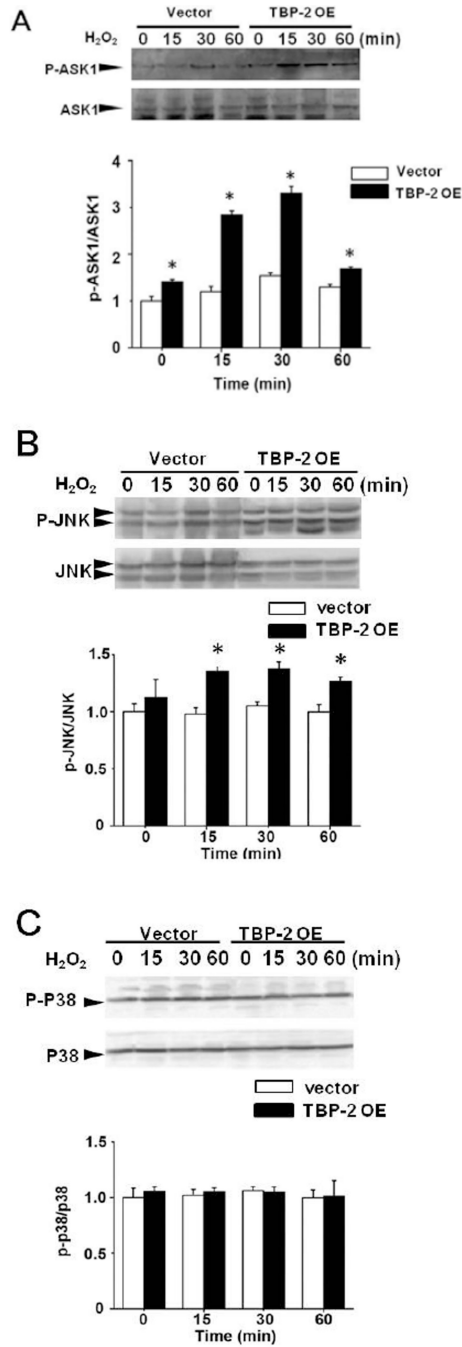 A
Vector TBP-2 OE
H₂O₂ 0 15 30 60 0 15 30 60 (min)
P-ASK1
ASK1
Vector
TBP-2 OE
p-ASK1/ASK1
4
3
2
1
0
* * * *
0 15 30 60
Time (min)
B
Vector TBP-2 OE
H₂O₂ 0 15 30 60 0 15 30 60 (min)
P-JNK
JNK
vector
TBP-2 OE
p-JNK/JNK
1.5
1.0
0.5
0
* * *
0 15 30 60
Time (min)
C
Vector TBP-2 OE
H₂O₂ 0 15 30 60 0 15 30 60 (min)
P-P38
P38
vector
TBP-2 OE
p-p38/p38
1.5
1.0
0.5
0
0 15 30 60
Time (min)